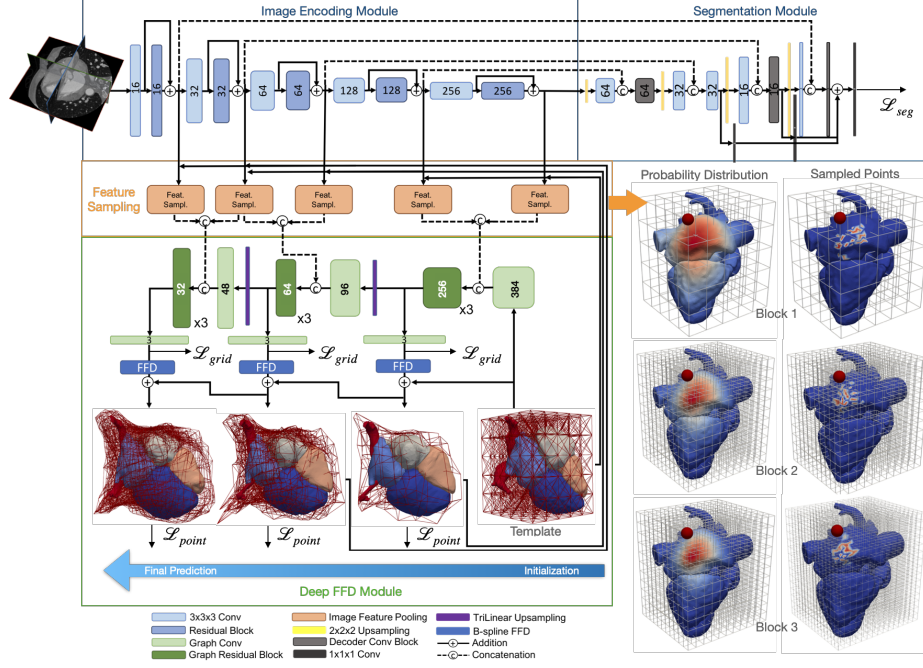 Image Encoding Module
Segmentation Module
16
16
32
32
64
64
128
128
256
256
64
C
64
32
C
32
16
C
16
C
ℒseg
Feature
Sampling
Feat.
Sampl.
Feat.
Sampl.
Feat.
Sampl.
Feat.
Sampl.
Feat.
Sampl.
C
C
C
32
x3
C
48
64
x3
C
96
256
x3
C
384
3
3
3
ℒgrid
ℒgrid
ℒgrid
FFD
FFD
FFD
Template
ℒpoint
ℒpoint
ℒpoint
Final Prediction
Initialization
Deep FFD Module
Probability Distribution
Sampled Points
Block 1
Block 2
Block 3
3x3x3 Conv
Residual Block
Graph Conv
Graph Residual Block
Image Feature Pooling
2x2x2 Upsampling
Decoder Conv Block
1x1x1 Conv
TriLinear Upsampling
B-spline FFD
Addition
C Concatenation